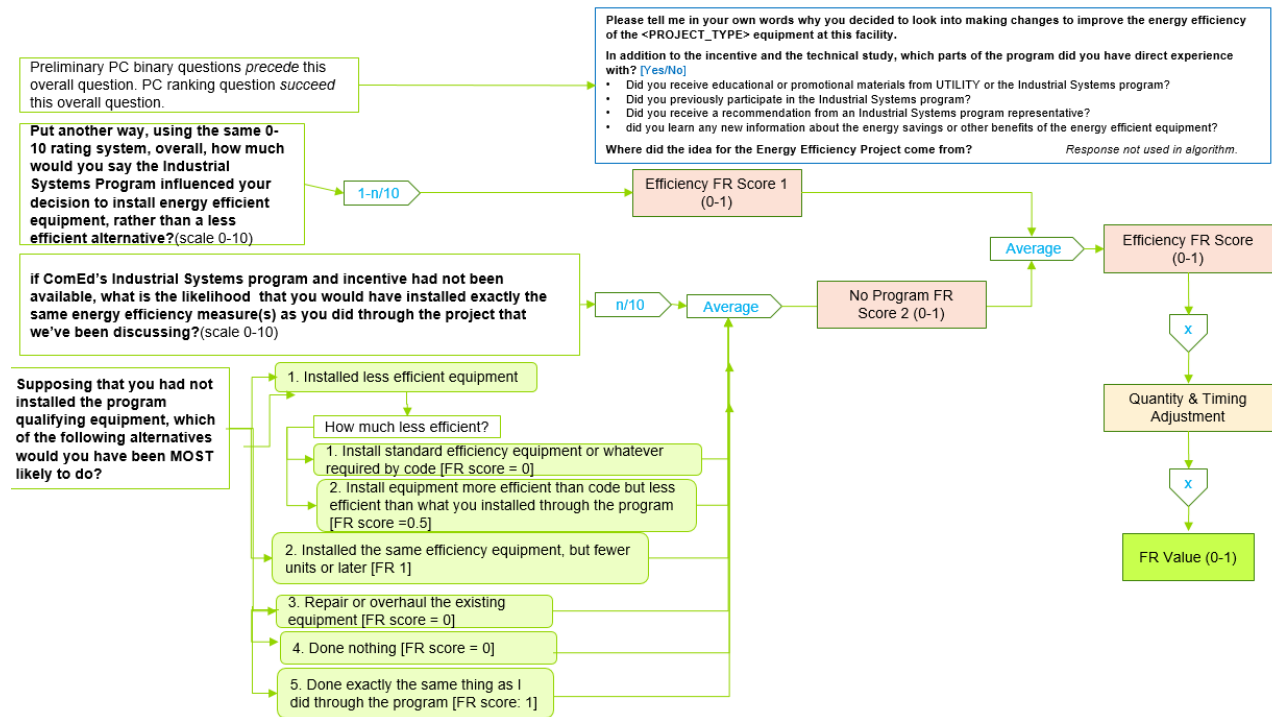 Please tell me in your own words why you decided to look into making changes to improve the energy efficiency
of the <PROJECT_TYPE> equipment at this facility.
In addition to the incentive and the technical study, which parts of the program did you have direct experience
with? [Yes/No]
• Did you receive educational or promotional materials from UTILITY or the Industrial Systems program?
• Did you previously participate in the Industrial Systems program?
• Did you receive a recommendation from an Industrial Systems program representative?
• did you learn any new information about the energy savings or other benefits of the energy efficient equipment?
Where did the idea for the Energy Efficiency Project come from? Response not used in algorithm.
Preliminary PC binary questions precede this
overall question. PC ranking question succeed
this overall question.
Put another way, using the same 0-
10 rating system, overall, how much
would you say the Industrial
Systems Program influenced your
decision to install energy efficient
equipment, rather than a less
efficient alternative?(scale 0-10)
1-n/10
Efficiency FR Score 1
(0-1)
Average
Efficiency FR Score
(0-1)
if ComEd's Industrial Systems program and incentive had not been
available, what is the likelihood that you would have installed exactly the
same energy efficiency measure(s) as you did through the project that
we've been discussing?(scale 0-10)
n/10
Average
No Program FR
Score 2 (0-1)
x
Quantity & Timing
Adjustment
x
FR Value (0-1)
Supposing that you had not
installed the program
qualifying equipment, which
of the following alternatives
would you have been MOST
likely to do?
1. Installed less efficient equipment
How much less efficient?
1. Install standard efficiency equipment or whatever
required by code [FR score = 0]
2. Install equipment more efficient than code but less
efficient than what you installed through the program
[FR score =0.5]
2. Installed the same efficiency equipment, but fewer
units or later [FR 1]
3. Repair or overhaul the existing
equipment [FR score = 0]
4. Done nothing [FR score = 0]
5. Done exactly the same thing as I
did through the program [FR score: 1]